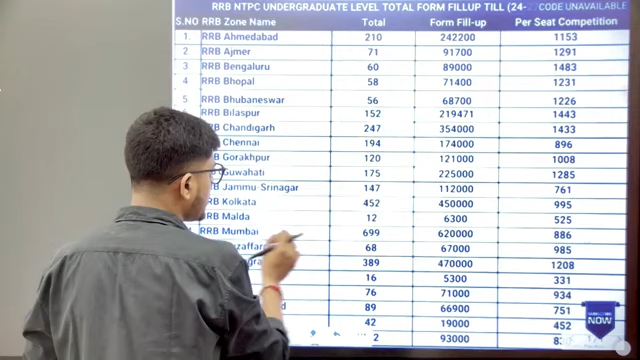 RRB NTPC UNDERGRADUATE LEVEL TOTAL FORM FILLUP TILL (24- CODE UNAVAILABLE
S.NO RRB Zone Name Total Form Fill-up Per Seat Competition
1. RRB Ahmedabad 210 242200 1153
2 RRB Ajmer 71 91700 1291
3 RRB Bengaluru 60 89000 1483
4 RRB Bhopal 58 71400 1231
5 RRB Bhubaneswar 56 68700 1226
RRB Bilaspur 152 219471 1443
RRB Chandigarh 247 354000 1433
Chennai 194 174000 896
Gorakhpur 120 121000 1008
Guwahati 175 225000 1285
Jammu-Srinagar 147 112000 761
Kolkata 452 450000 995
RRB Malda 12 6300 525
RRB Mumbai 699 620000 886
68 67000 985
389 470000 1208
16 5300 331
76 71000 934
89 66900 751
42 19000 452
93000
NOW